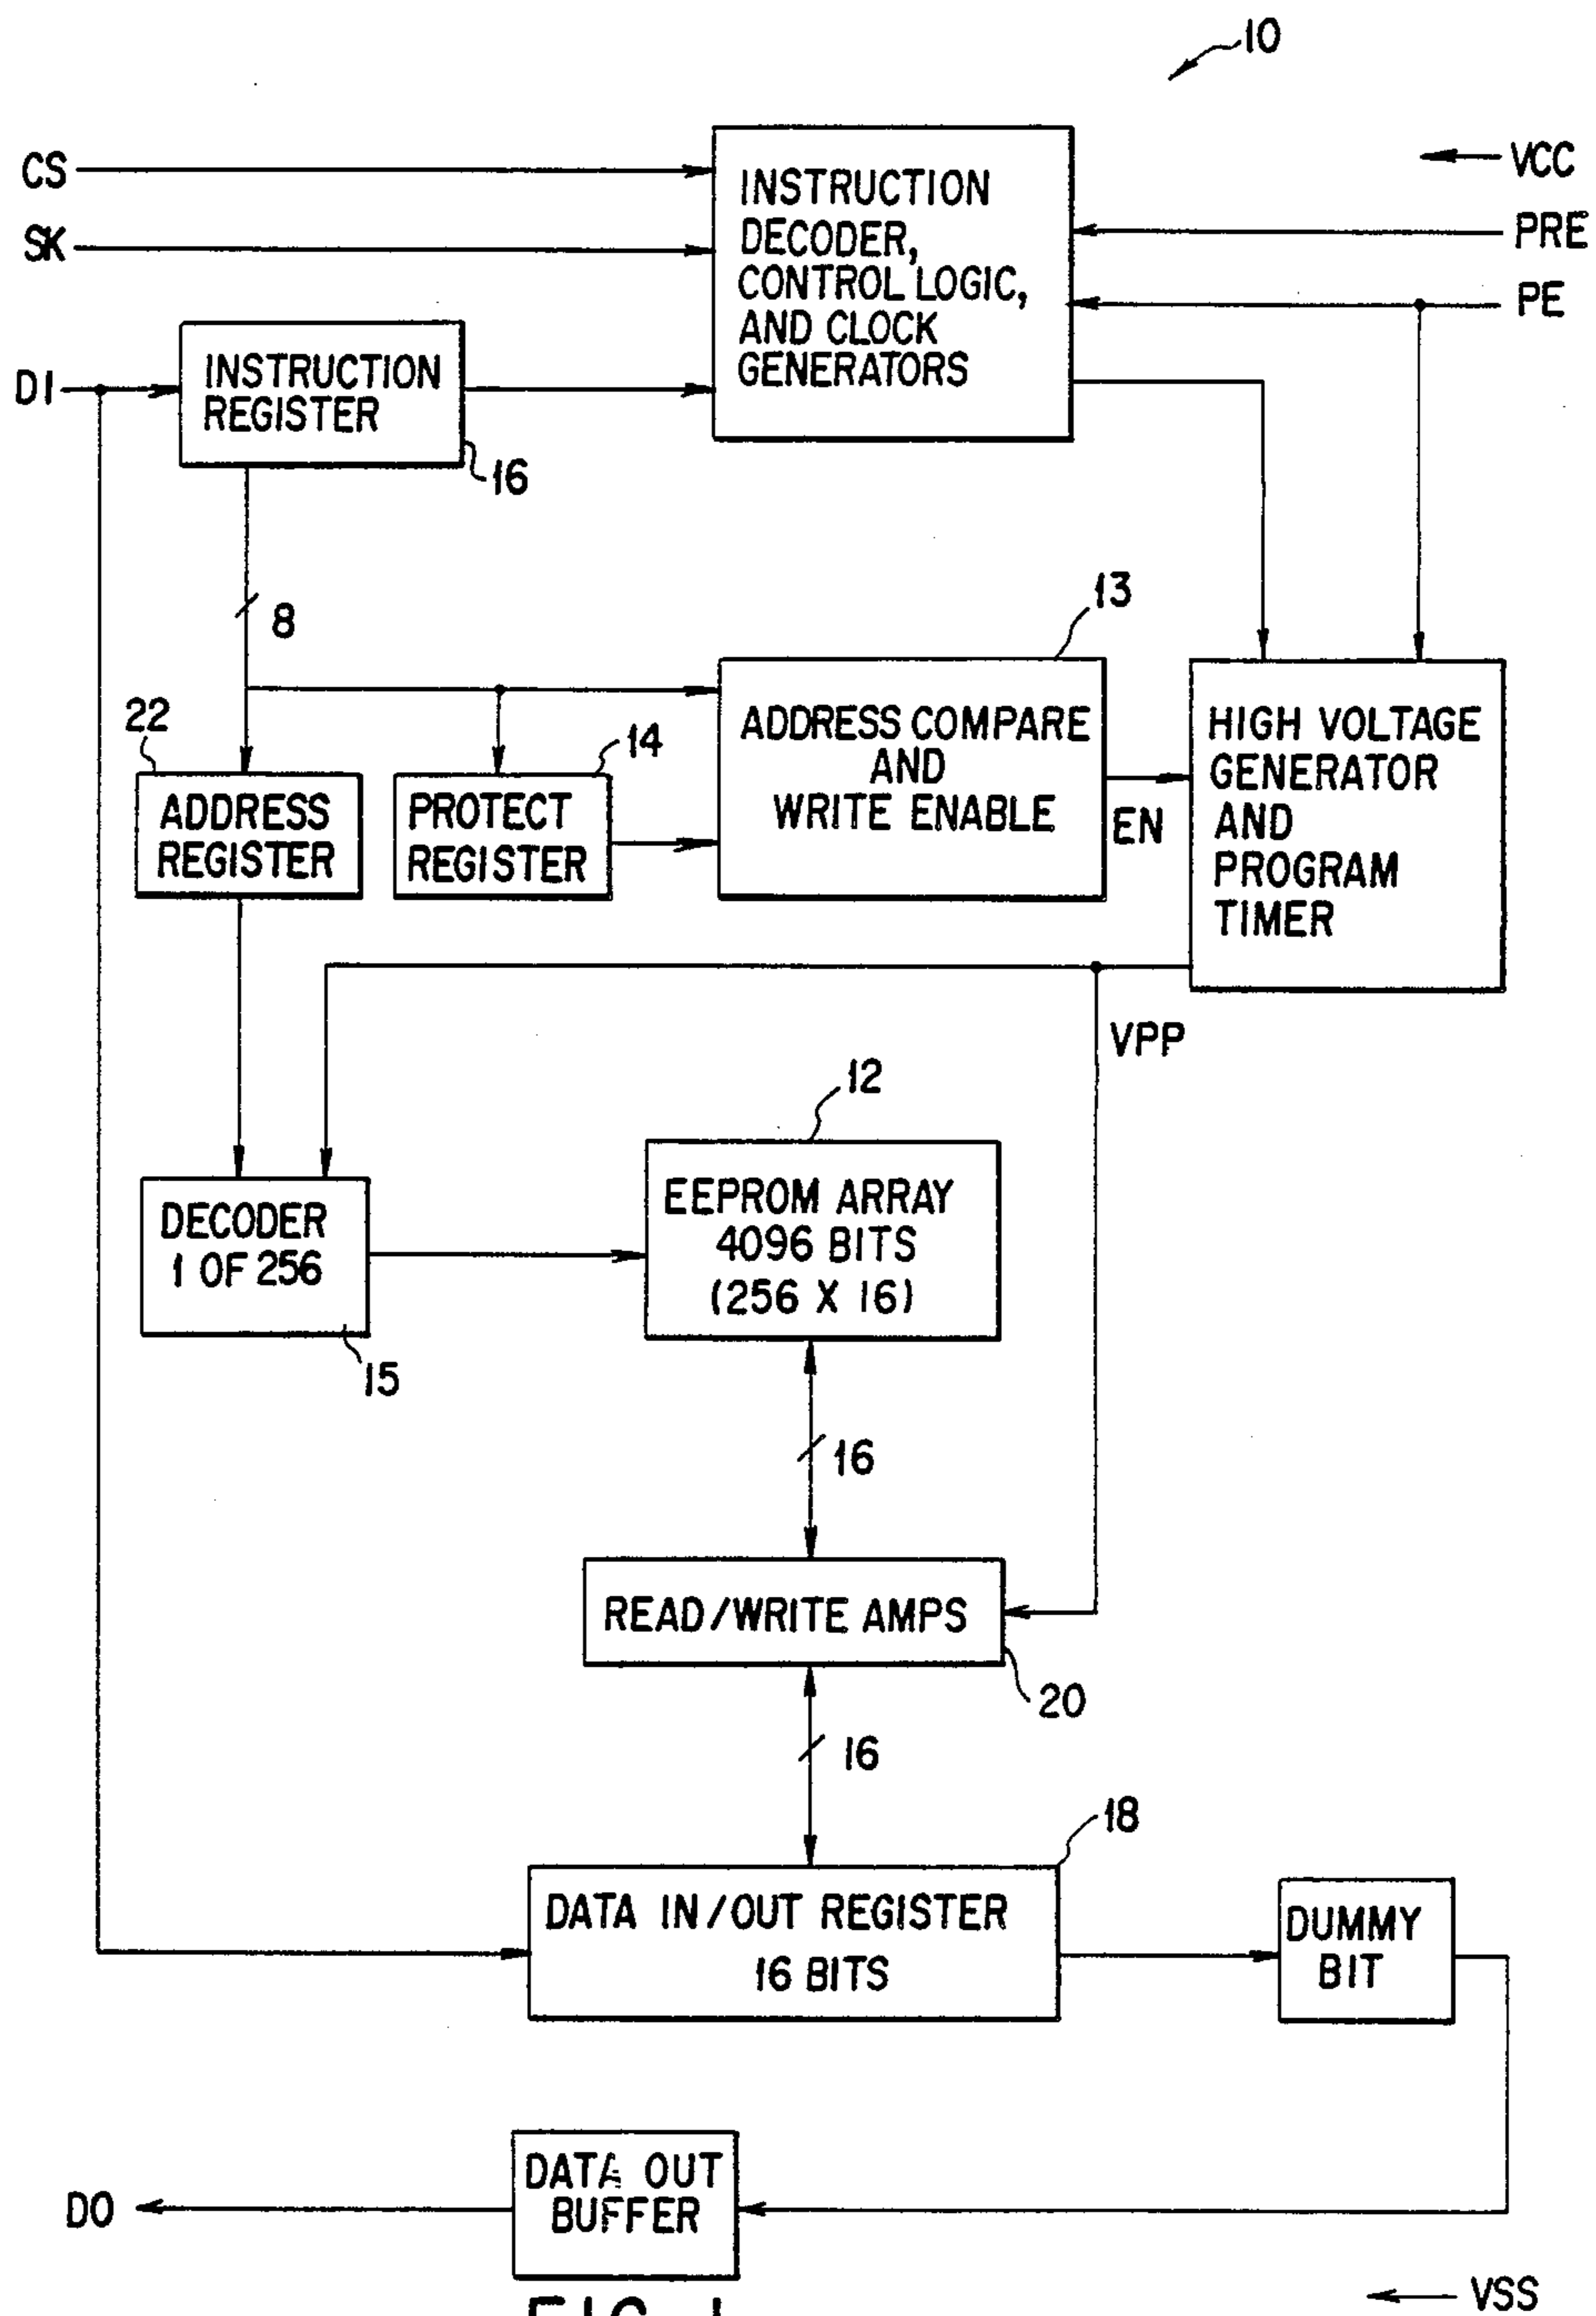 10
CS
SK
DI
INSTRUCTION
DECODER,
CONTROL LOGIC,
AND CLOCK
GENERATORS
VCC
PRE
PE
INSTRUCTION
REGISTER
16
8
13
22
ADDRESS
REGISTER
14
PROTECT
REGISTER
ADDRESS COMPARE
AND
WRITE ENABLE
EN
HIGH VOLTAGE
GENERATOR
AND
PROGRAM
TIMER
VPP
12
DECODER
1 OF 256
15
EEPROM ARRAY
4096 BITS
(256 X 16)
16
READ/WRITE AMPS
20
16
18
DATA IN/OUT REGISTER
16 BITS
DUMMY
BIT
DATA OUT
BUFFER
DO
VSS